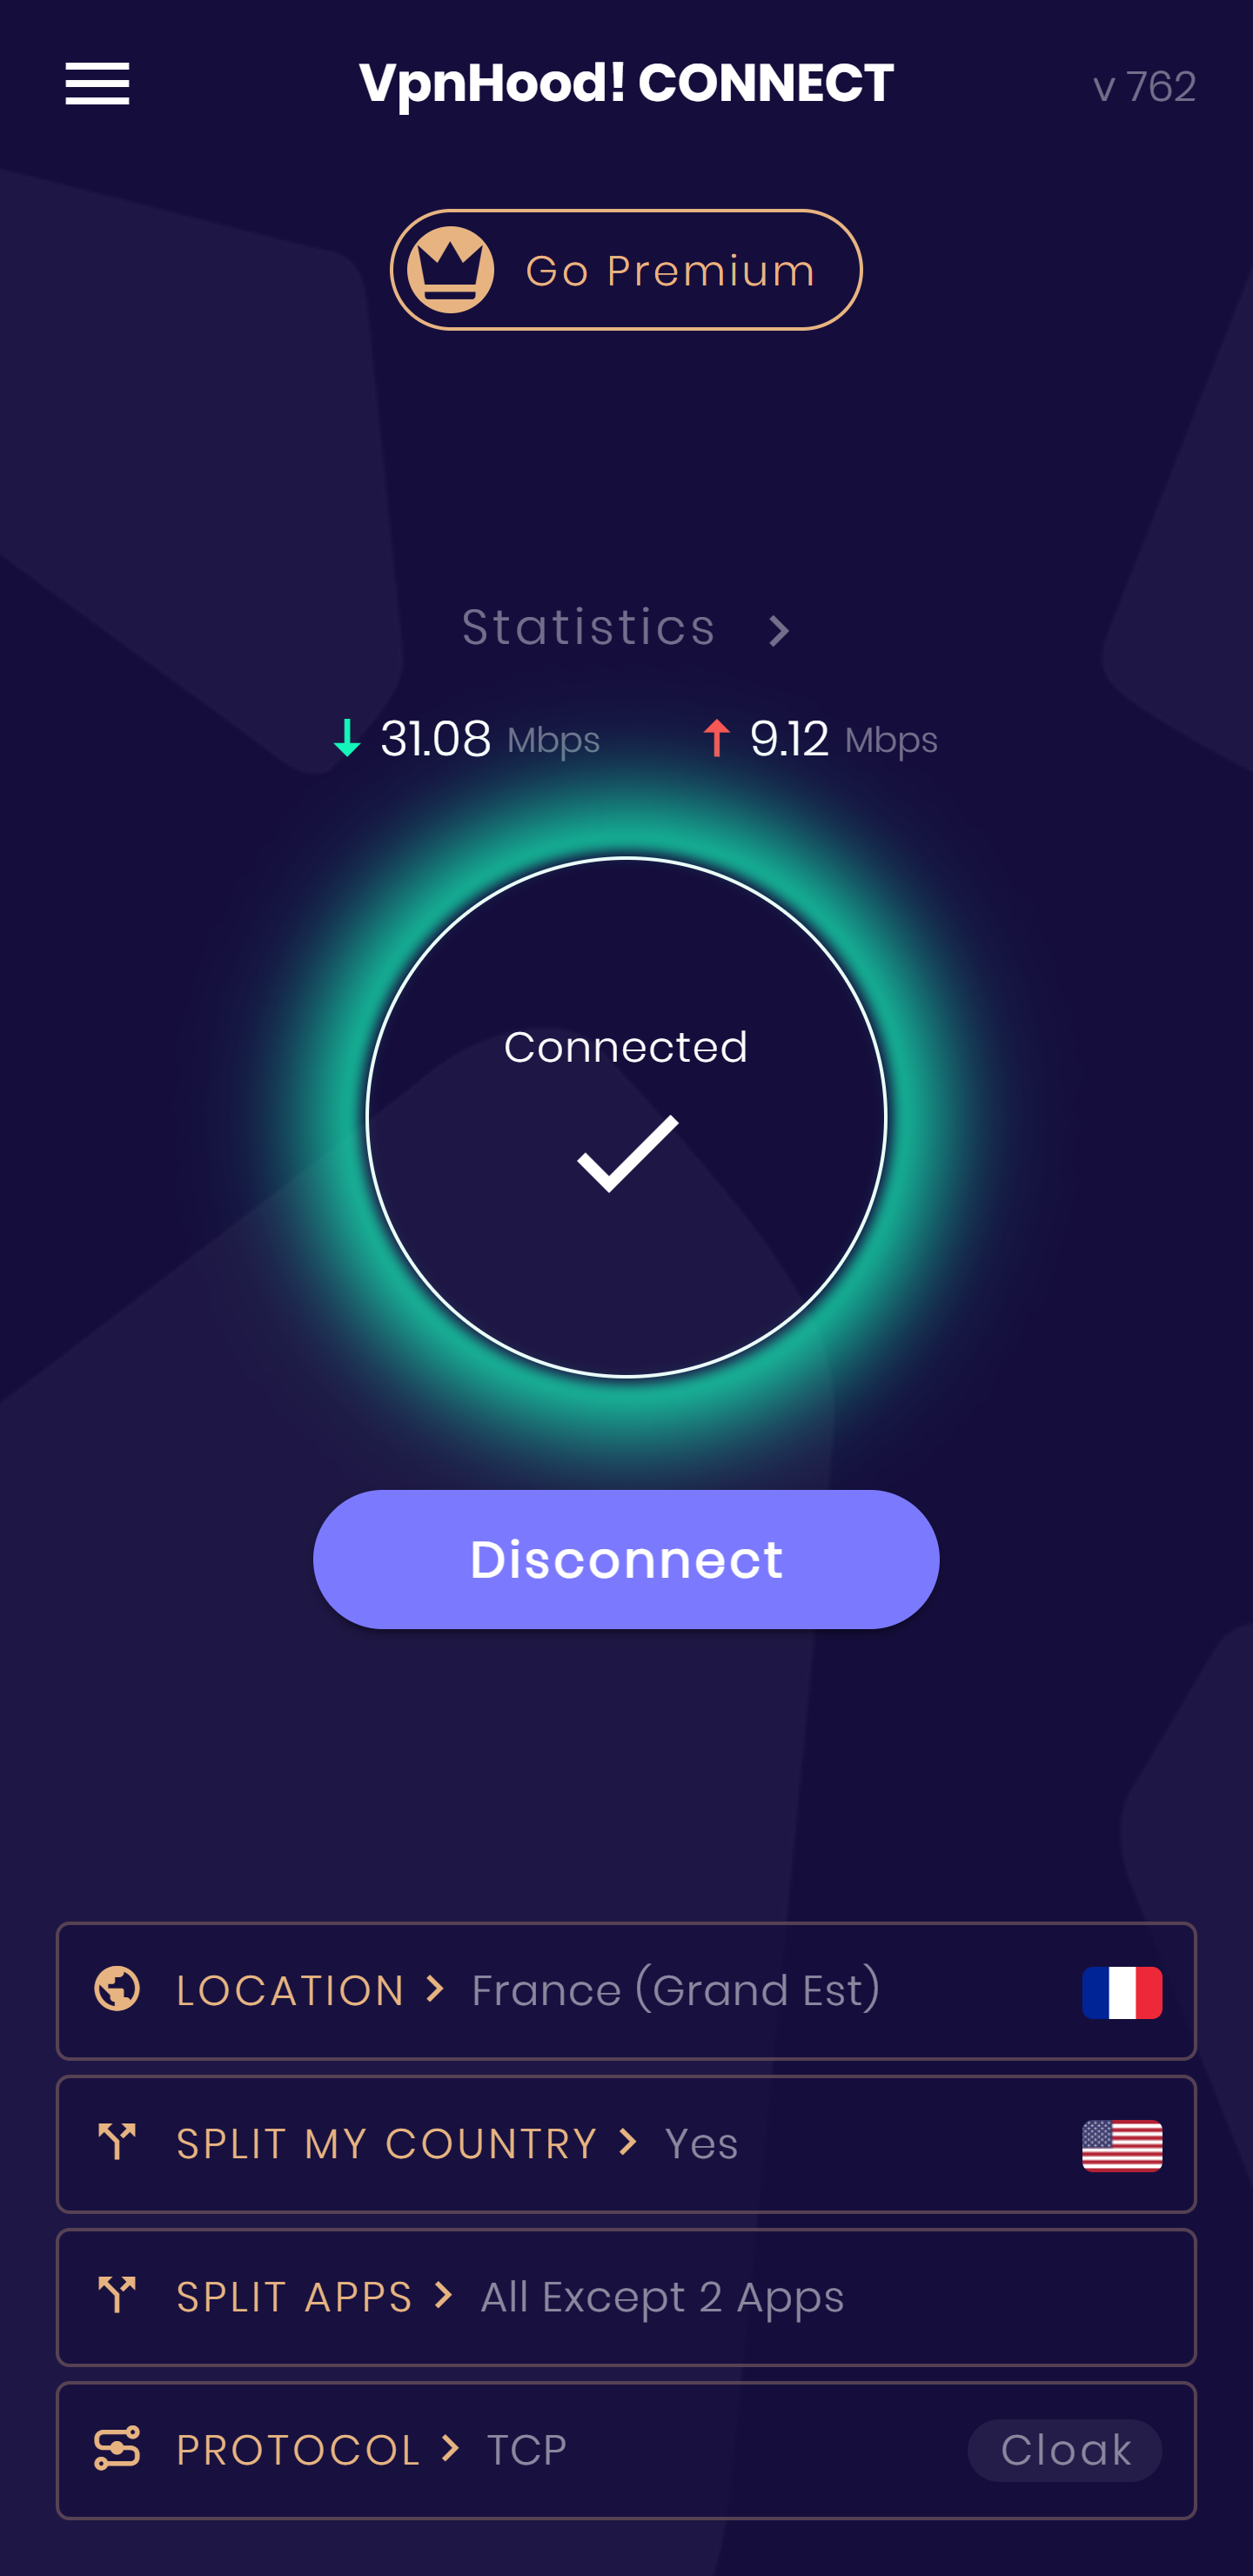 VpnHood! CONNECT
v 762
Go Premium
Statistics
31.08 Mbps 9.12 Mbps
Connected
Disconnect
LOCATION France (Grand Est)
SPLIT MY COUNTRY Yes
SPLIT APPS All Except 2 Apps
PROTOCOL TCP Cloak